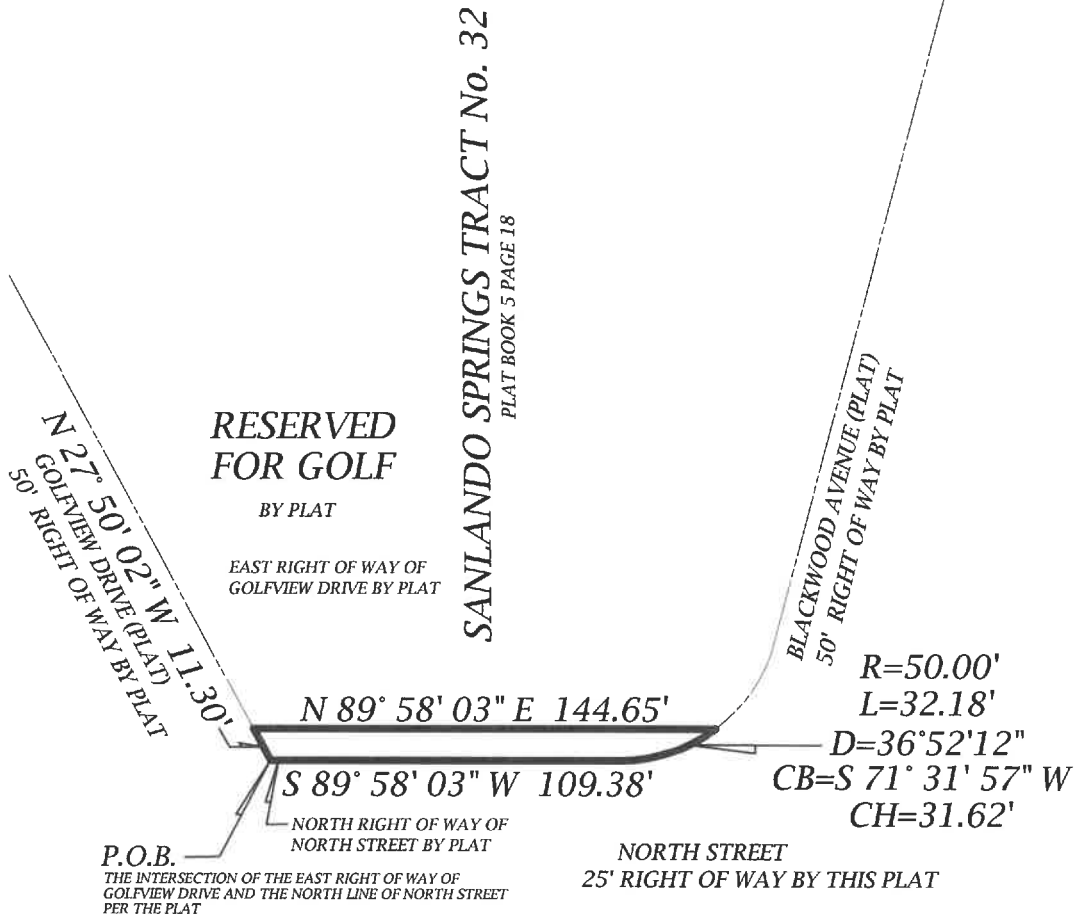 SANLANDO SPRINGS TRACT No. 32
PLAT BOOK 5 PAGE 18
RESERVED
FOR GOLF
BY PLAT
EAST RIGHT OF WAY OF
GOLFVIEW DRIVE BY PLAT
N 27° 50' 02" W 11.30'
GOLFVIEW DRIVE (PLAT)
50' RIGHT OF WAY BY PLAT
BLACKWOOD AVENUE (PLAT)
50' RIGHT OF WAY BY PLAT
N 89° 58' 03" E 144.65'
R=50.00'
L=32.18'
D=36°52'12"
CB=S 71° 31' 57" W
CH=31.62'
S 89° 58' 03" W 109.38'
NORTH RIGHT OF WAY OF
NORTH STREET BY PLAT
P.O.B.
THE INTERSECTION OF THE EAST RIGHT OF WAY OF
GOLFVIEW DRIVE AND THE NORTH LINE OF NORTH STREET
PER THE PLAT
NORTH STREET
25' RIGHT OF WAY BY THIS PLAT